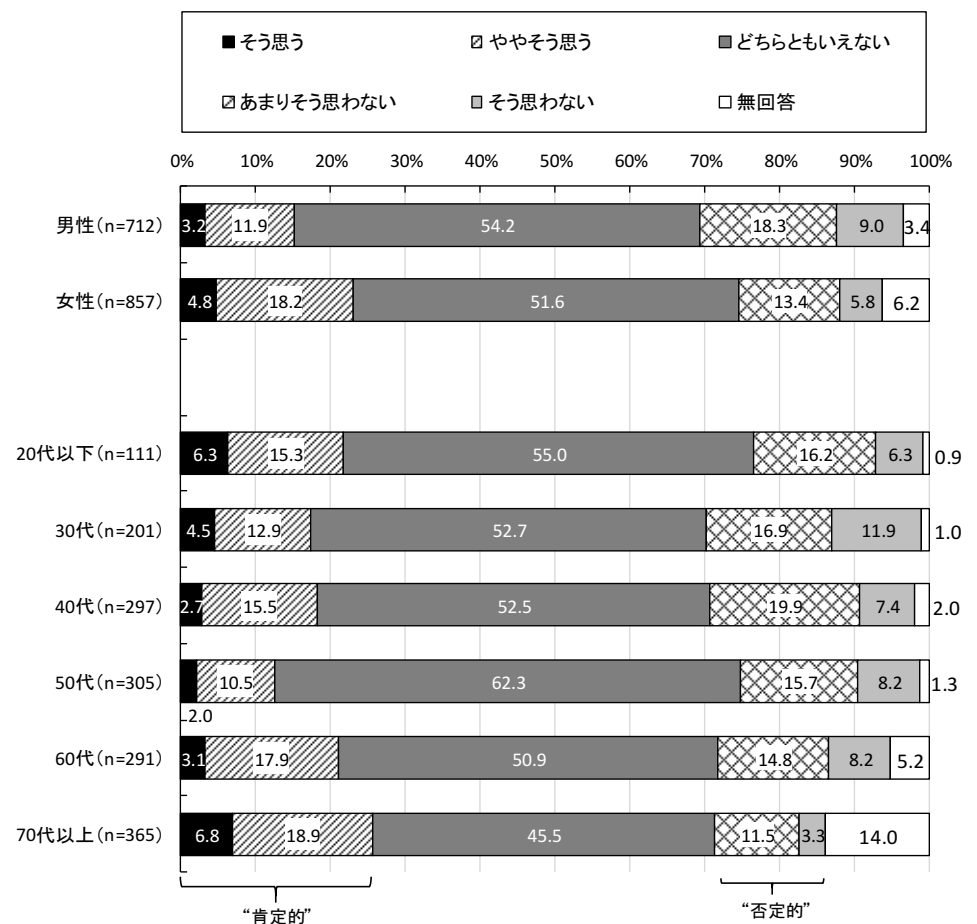 ■そう思う ややそう思う ■どちらともいえない
あまりそう思わない そう思わない □無回答
0% 10% 20% 30% 40% 50% 60% 70% 80% 90% 100%
男性(n=712) 3.2 11.9 54.2 18.3 9.0 3.4
女性(n=857) 4.8 18.2 51.6 13.4 5.8 6.2
20代以下(n=111) 6.3 15.3 55.0 16.2 6.3 0.9
30代(n=201) 4.5 12.9 52.7 16.9 11.9 1.0
40代(n=297) 2.7 15.5 52.5 19.9 7.4 2.0
50代(n=305) 10.5 62.3 15.7 8.2 1.3
2.0
60代(n=291) 3.1 17.9 50.9 14.8 8.2 5.2
70代以上(n=365) 6.8 18.9 45.5 11.5 3.3 14.0
“肯定的” “否定的”